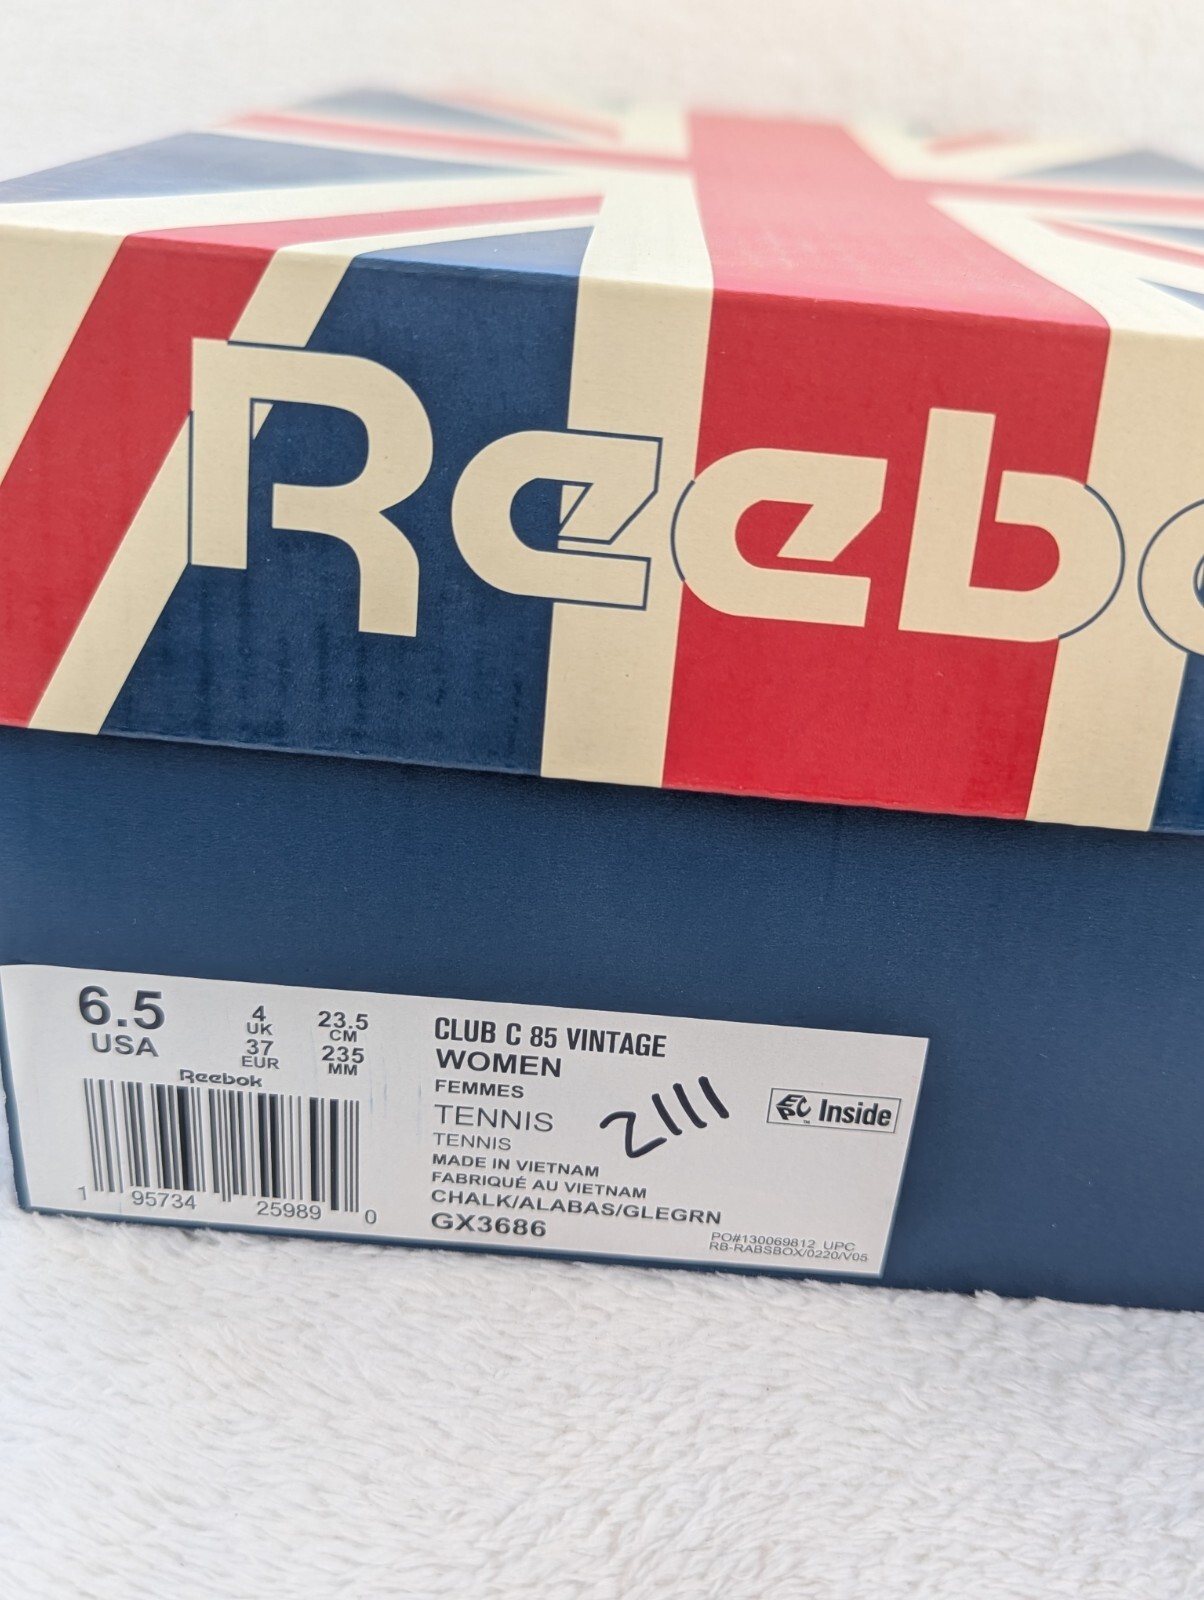 Reebo
6.5
USA
4
UK
37
EUR
23.5
CM
235
MM
Reebok
1 95734 25989 0
CLUB C 85 VINTAGE
WOMEN
FEMMES
TENNIS
TENNIS
MADE IN VIETNAM
FABRIQUÉ AU VIETNAM
CHALK/ALABAS/GLEGRN
GX3686
2111
EPC™ Inside
PO#130069812 UPC
RB-RABSBOX/0220/V05